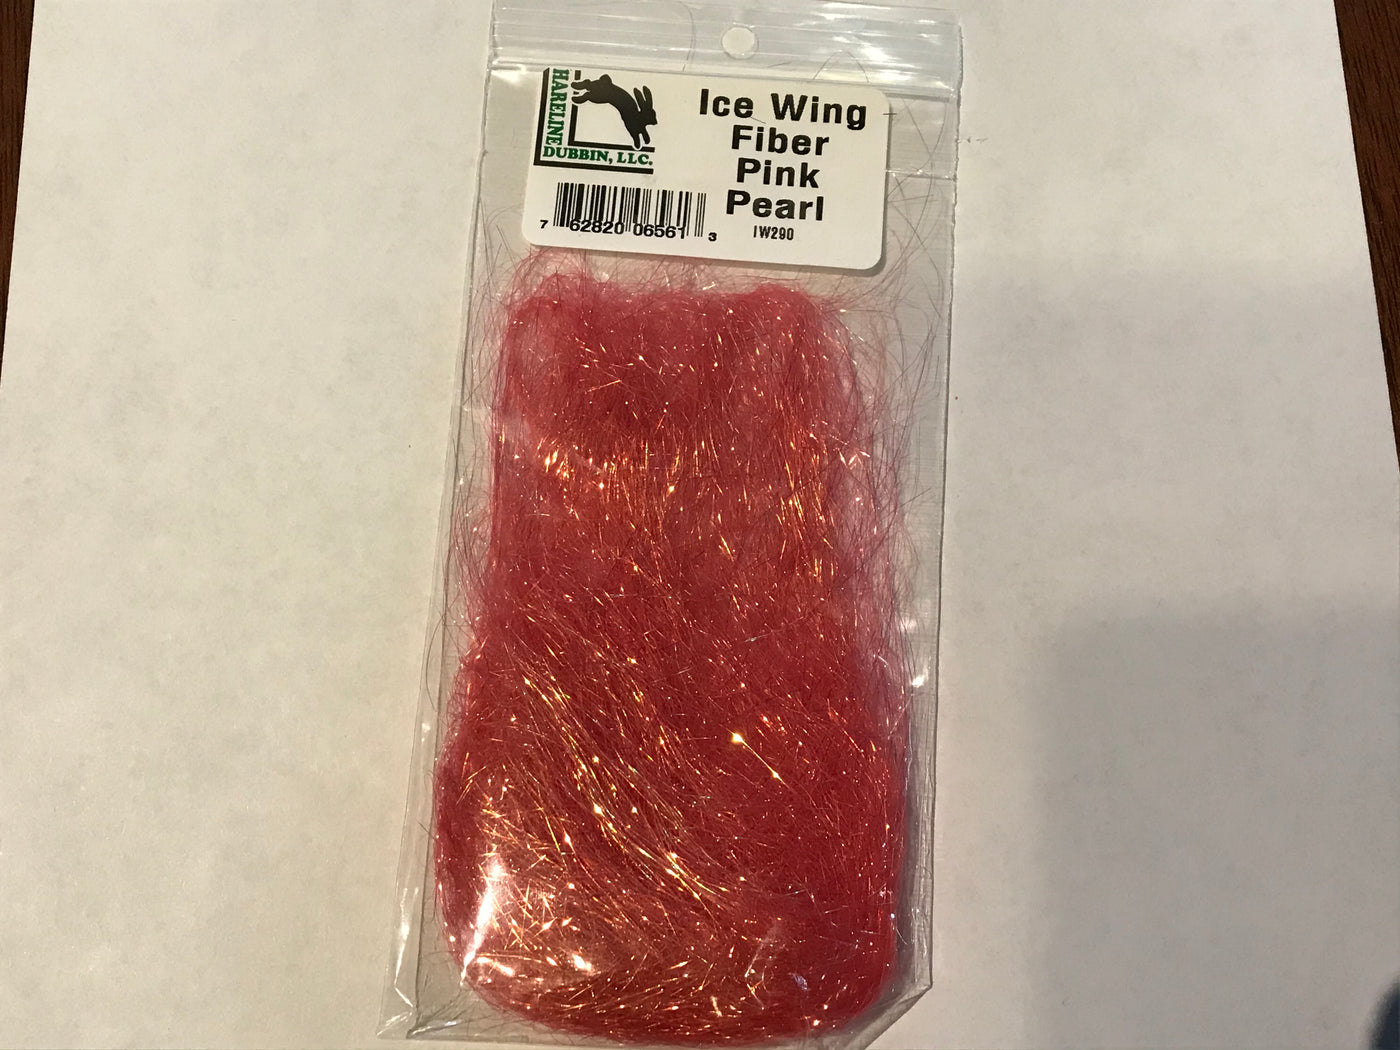 HARELINE
DUBBIN, LLC.
Ice Wing
Fiber
Pink
Pearl
IW290
7 62820 06561 3